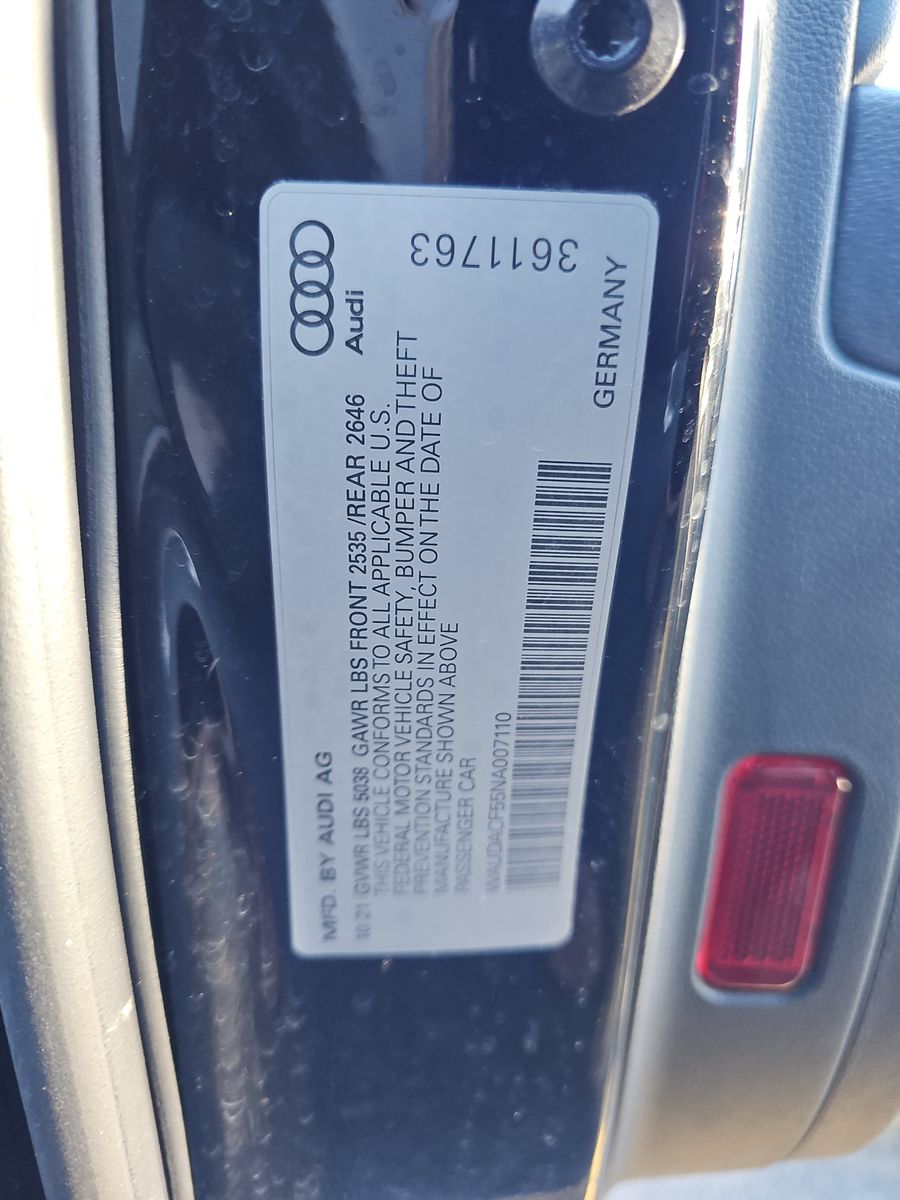 Audi
MFD. BY AUDI AG
10.21 GVWR LBS 5038 GAWR LBS FRONT 2535 /REAR 2646
THIS VEHICLE CONFORMS TO ALL APPLICABLE U.S.
FEDERAL MOTOR VEHICLE SAFETY, BUMPER AND THEFT
PREVENTION STANDARDS IN EFFECT ON THE DATE OF
MANUFACTURE SHOWN ABOVE
PASSENGER CAR
WAUDACF55NA007110
GERMANY
3611763